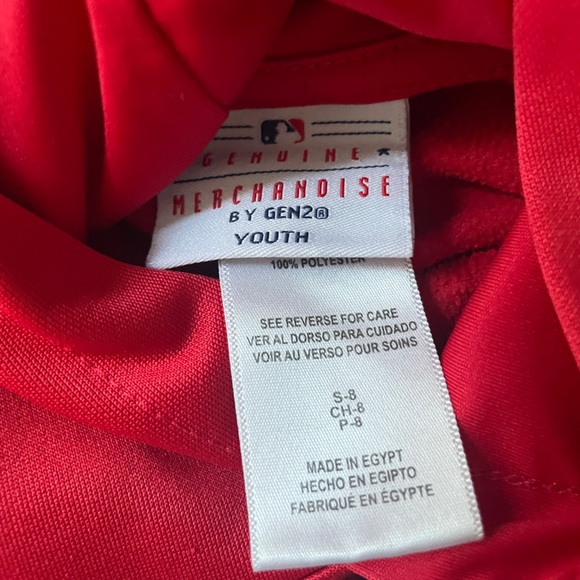 GENUINE
MERCHANDISE
BY GEN2®
YOUTH
100% POLYESTER
SEE REVERSE FOR CARE
VER AL DORSO PARA CUIDADO
VOIR AU VERSO POUR SOINS
S-8
CH-8
P-8
MADE IN EGYPT
HECHO EN EGIPTO
FABRIQUÉ EN ÉGYPTE